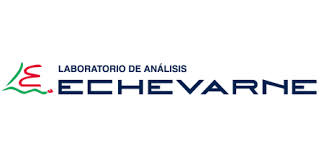 LABORATORIO DE ANÁLISIS
ECHEVARNE